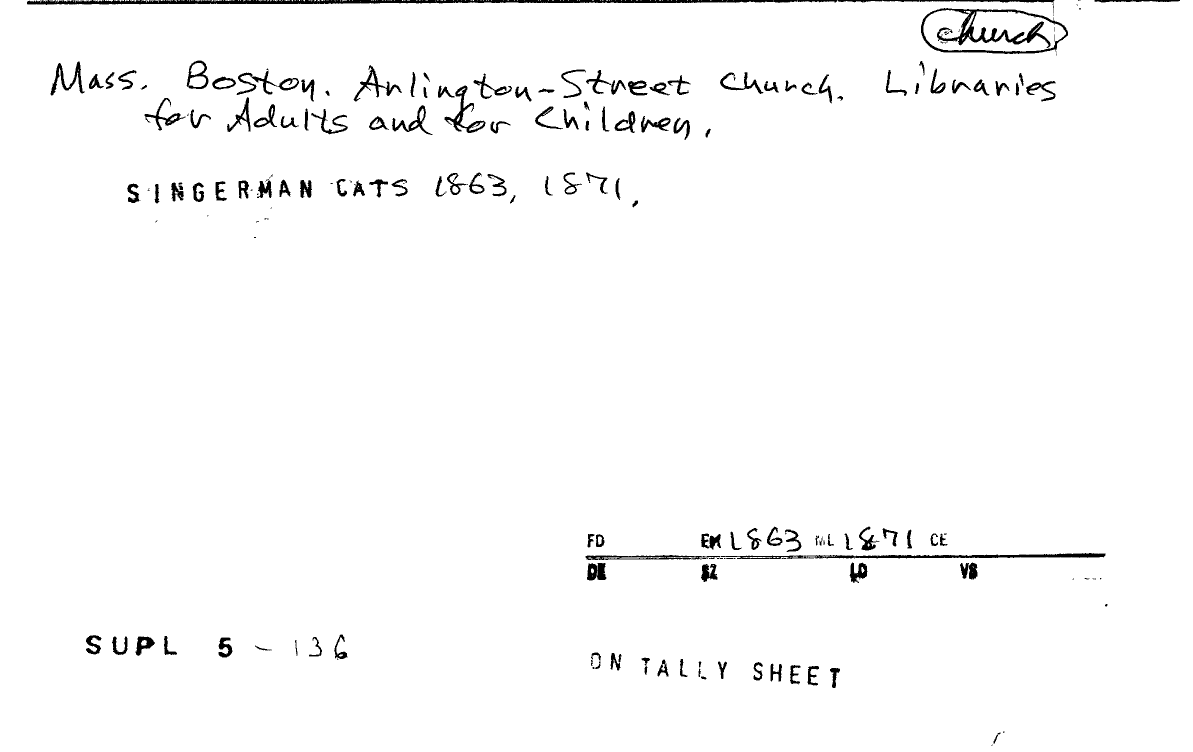 church
Mass. Boston. Arlington-Street Church. Libraries
for Adults and for Children.
SINGERMAN CATS 1863, 1871.
FD EM 1863 ML 1871 CE
DE SZ LD VS
SUPL 5 - 136
ON TALLY SHEET